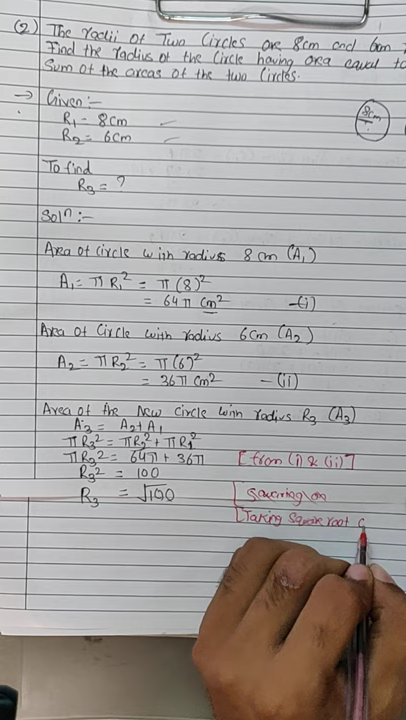 (2) The radii of Two Circles are 8cm and 6cm
Find the radius of the Circle having area equal to
Sum of the areas of the two Circles.
→ Given:-
R₁ = 8cm
R₂ = 6cm
8cm
To find
R₃ = ?
Solⁿ :-
Area of circle with radius 8 cm (A₁)
A₁ = πR₁² = π(8)²
= 64π cm² —(i)
Area of Circle with radius 6cm (A₂)
A₂ = πR₂² = π(6)²
= 36π cm² —(ii)
Area of the New Circle with radius R₃ (A₃)
A₃ = A₂+A₁
πR₃² = πR₂²+πR₁²
πR₃² = 64π + 36π [from (i) & (ii)]
R₃² = 100
R₃ = √100 [Squaring on
[Taking Square root